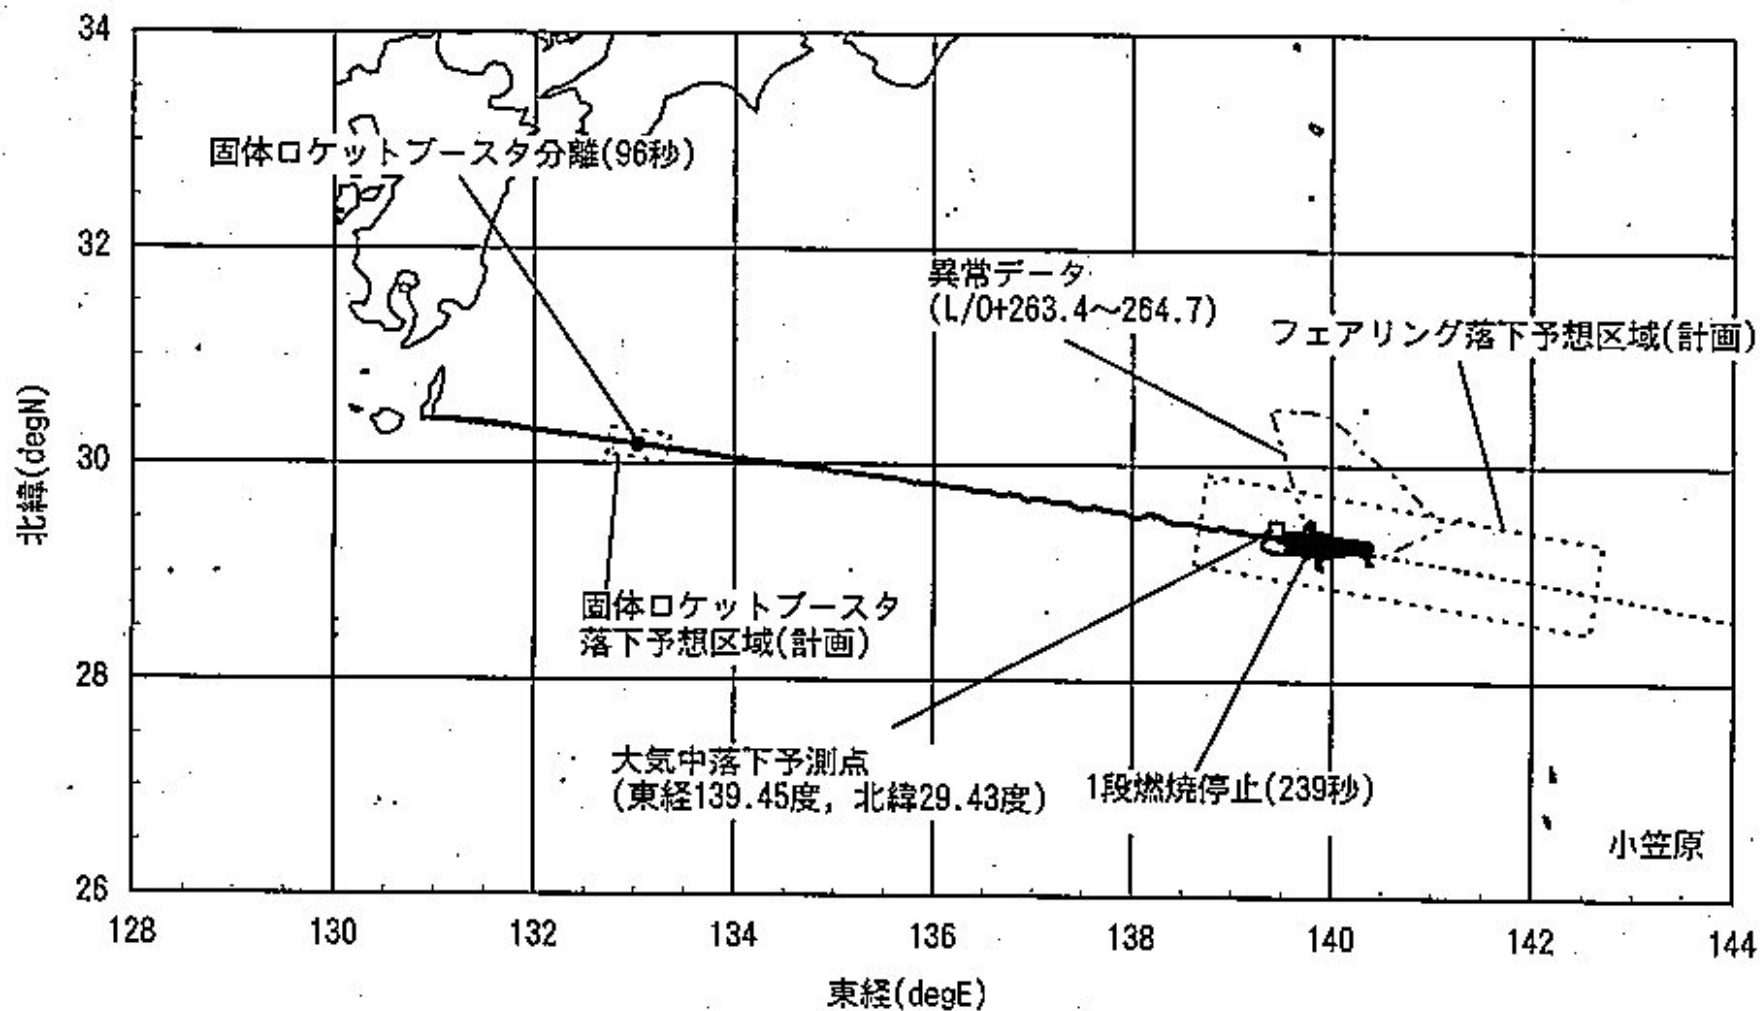 34
固体ロケットブースタ分離(96秒)
32
異常データ
(L/O+263.4～264.7)
フェアリング落下予想区域(計画)
北緯(degN)
30
固体ロケットブースタ
落下予想区域(計画)
28
大気中落下予測点
(東経139.45度, 北緯29.43度)
1段燃焼停止(239秒)
小笠原
26
128 130 132 134 136 138 140 142 144
東経(degE)